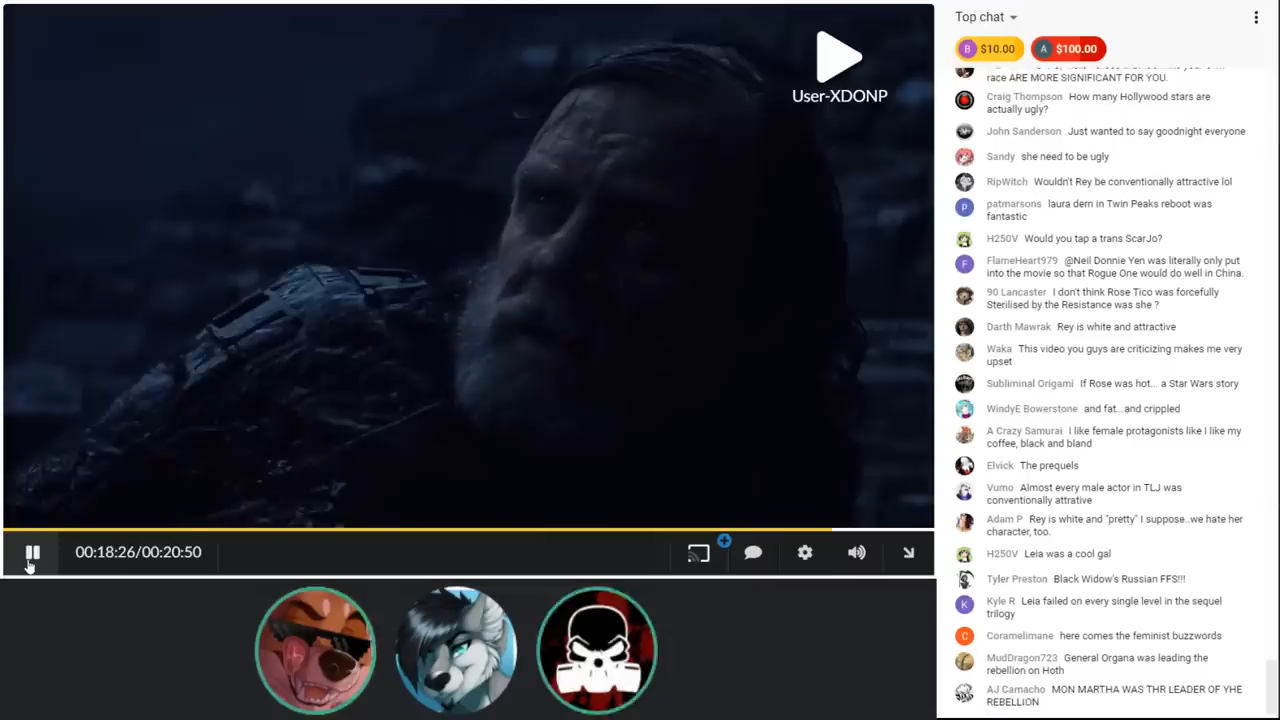 User-XDONP
00:18:26/00:20:50
Top chat
B $10.00 A $100.00
race ARE MORE SIGNIFICANT FOR YOU.
Craig Thompson How many Hollywood stars are
actually ugly?
John Sanderson Just wanted to say goodnight everyone
Sandy she need to be ugly
RipWitch Wouldn't Rey be conventionally attractive lol
P patmarsons laura dern in Twin Peaks reboot was
fantastic
H250V Would you tap a trans ScarJo?
F FlameHeart979 @Neil Donnie Yen was literally only put
into the movie so that Rogue One would do well in China.
90 Lancaster I don't think Rose Tico was forcefully
Sterilised by the Resistance was she ?
Darth Mawrak Rey is white and attractive
Waka This video you guys are criticizing makes me very
upset
Subliminal Origami If Rose was hot... a Star Wars story
WindyE Bowerstone and fat...and crippled
A Crazy Samurai I like female protagonists like I like my
coffee, black and bland
Elvick The prequels
Vumo Almost every male actor in TLJ was
conventionally attrative
Adam P Rey is white and "pretty" I suppose..we hate her
character, too.
H250V Leia was a cool gal
Tyler Preston Black Widow's Russian FFS!!!
K Kyle R Leia failed on every single level in the sequel
trilogy
C Coramelimane here comes the feminist buzzwords
MudDragon723 General Organa was leading the
rebellion on Hoth
AJ Camacho MON MARTHA WAS THR LEADER OF YHE
REBELLION